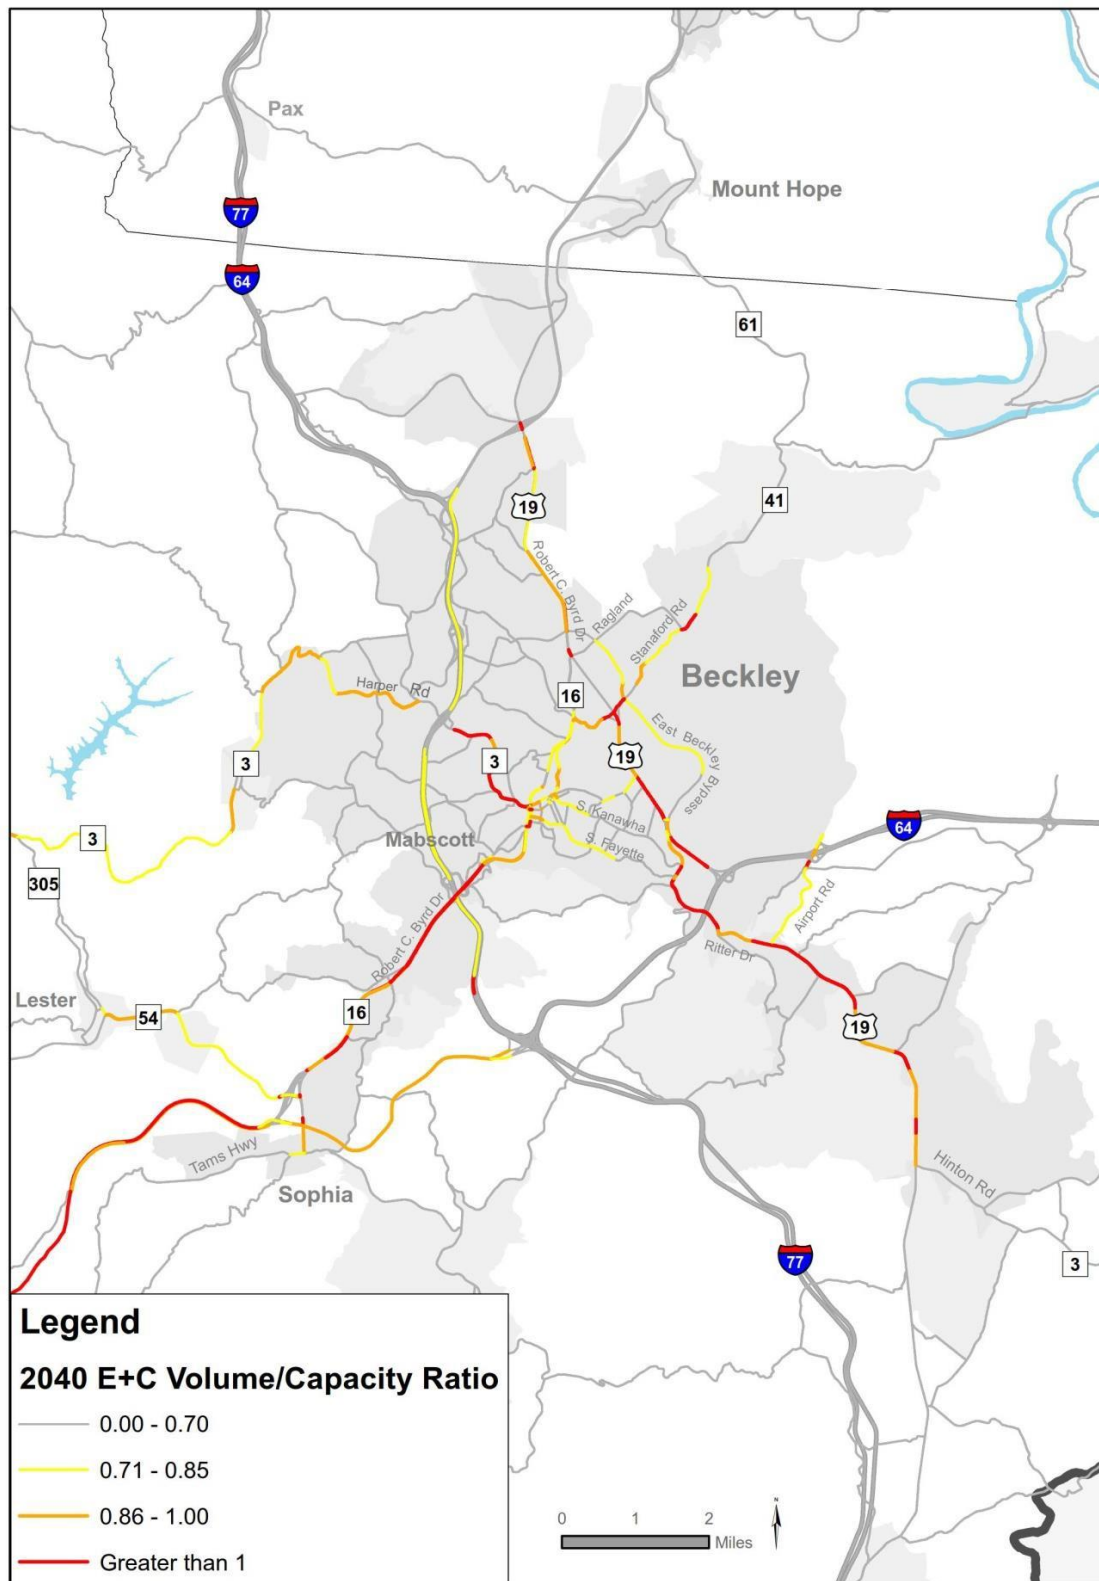 Pax
77
Mount Hope
64
61
41
19
Robert C. Byrd Dr
Ragland
Stanaford Rd
Beckley
Harper Rd
16
East Beckley Bypass
3
3
19
3
S. Kanawha
64
Mabscott
S. Fayette
305
Airport Rd
Robert C. Byrd Dr
Ritter Dr
Lester
54
16
19
Tams Hwy
Sophia
Hinton Rd
77
3
Legend
2040 E+C Volume/Capacity Ratio
0.00 - 0.70
0.71 - 0.85
0.86 - 1.00
Greater than 1
0 1 2
Miles
N